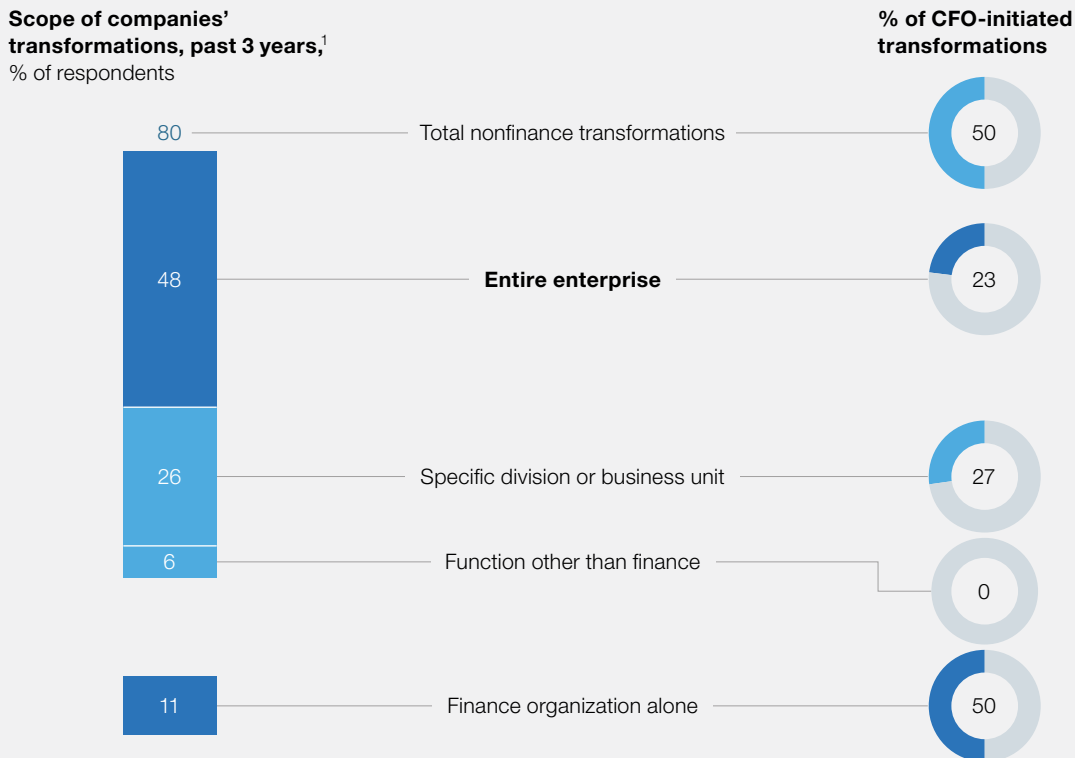 Scope of companies’
transformations, past 3 years,¹
% of respondents
% of CFO-initiated
transformations
80 Total nonfinance transformations 50
48 Entire enterprise 23
26 Specific division or business unit 27
6 Function other than finance 0
11 Finance organization alone 50